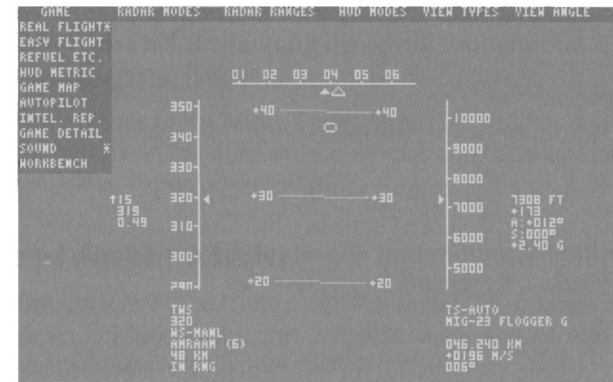 GAME RADAR MODES RADAR RANGES HUD MODES VIEW TYPES VIEW ANGLE
REAL FLIGHT*
EASY FLIGHT
REFUEL ETC.
HUD METRIC
GAME MAP
AUTOPILOT
INTEL. REP.
GAME DETAIL
SOUND *
WORKBENCH
01 02 03 04 05 06
350
340
330
320
310
300
290
+40 +40
+30 +30
+20 +20
10000
9000
8000
7000
6000
5000
↑15
319
0.49
7308 FT
+173
A:+012º
S:000º
+2.40 G
TWS
320
WS-MANL
AMRAAM (6)
48 KM
IN RNG
TS-AUTO
MIG-23 FLOGGER G
046.240 KM
+0196 M/S
006º